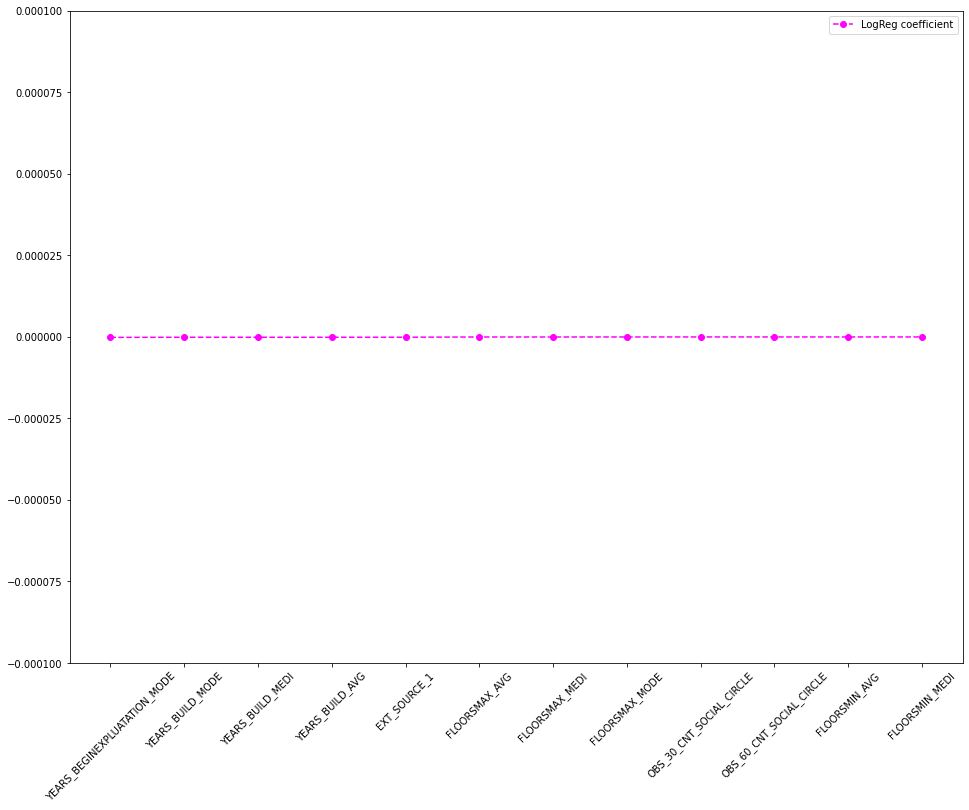 LogReg coefficient
0.000100
0.000075
0.000050
0.000025
0.000000
−0.000025
−0.000050
−0.000075
−0.000100
YEARS_BEGINEXPLUATATION_MODE
YEARS_BUILD_MODE
YEARS_BUILD_MEDI
YEARS_BUILD_AVG
EXT_SOURCE_1
FLOORSMAX_AVG
FLOORSMAX_MEDI
FLOORSMAX_MODE
OBS_30_CNT_SOCIAL_CIRCLE
OBS_60_CNT_SOCIAL_CIRCLE
FLOORSMIN_AVG
FLOORSMIN_MEDI